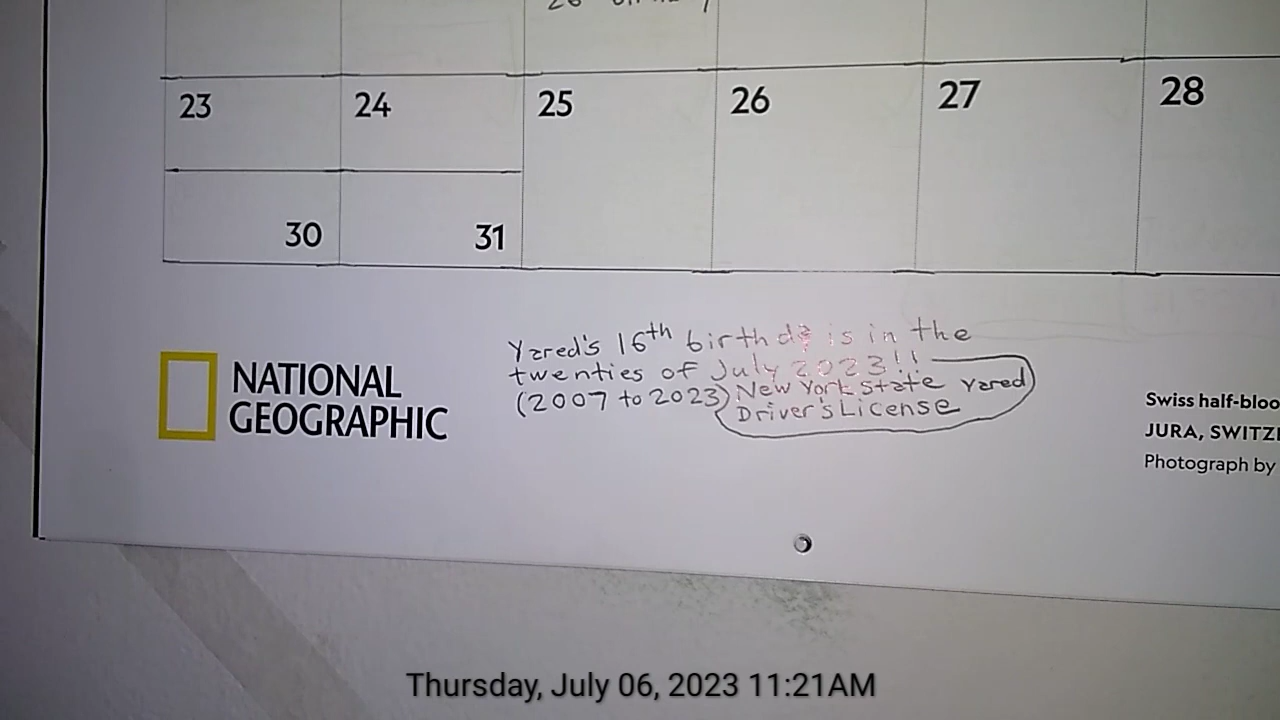 23 24 25 26 27 28
30 31
Yared's 16th birthday is in the
twenties of July 2023!!
(2007 to 2023) New York State Yared
Driver's License
NATIONAL
GEOGRAPHIC
Swiss half-bloo
JURA, SWITZ
Photograph by
Thursday, July 06, 2023 11:21AM